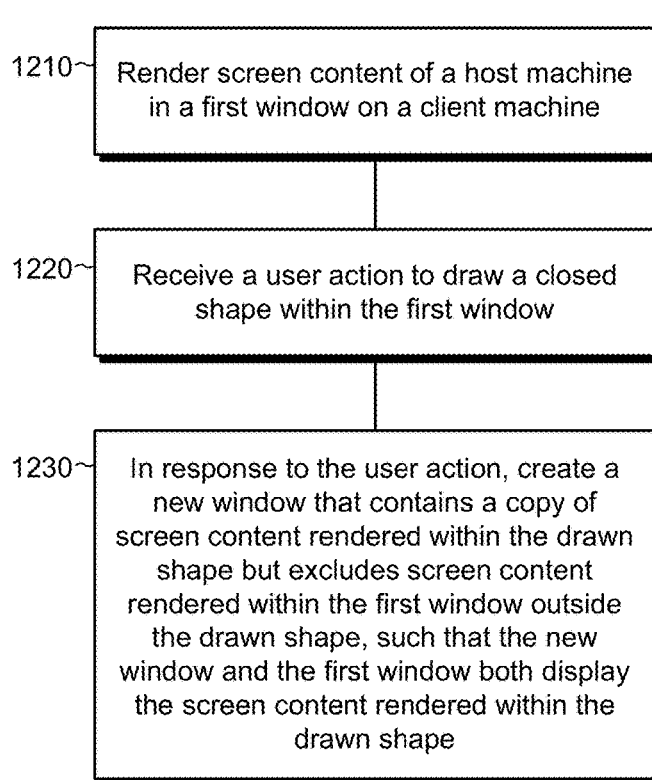 1210~ Render screen content of a host machine
in a first window on a client machine
1220~ Receive a user action to draw a closed
shape within the first window
1230~ In response to the user action, create a
new window that contains a copy of
screen content rendered within the drawn
shape but excludes screen content
rendered within the first window outside
the drawn shape, such that the new
window and the first window both display
the screen content rendered within the
drawn shape